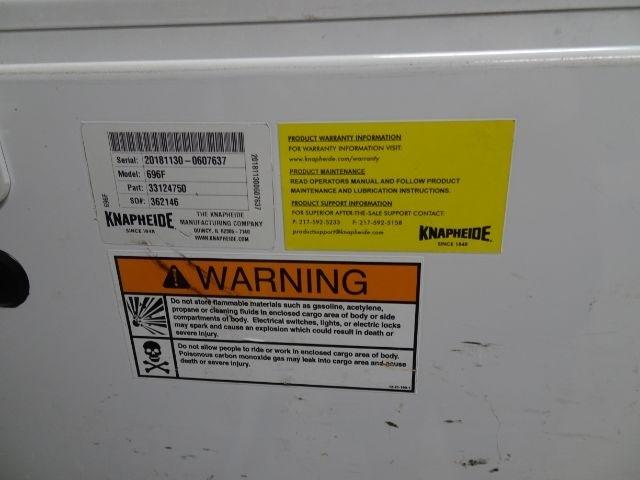 Serial: 20181130-0607637
Model: 696F
Part: 33124750
SO#: 362146
201811300607637
696F
KNAPHEIDE
SINCE 1848
THE KNAPHEIDE
MANUFACTURING COMPANY
QUINCY, IL 62305 - 7140
WWW.KNAPHEIDE.COM
PRODUCT WARRANTY INFORMATION
FOR WARRANTY INFORMATION VISIT:
www.knapheide.com/warranty
PRODUCT MAINTENANCE
READ OPERATORS MANUAL AND FOLLOW PRODUCT
MAINTENANCE AND LUBRICATION INSTRUCTIONS.
PRODUCT SUPPORT INFORMATION
FOR SUPERIOR AFTER-THE-SALE SUPPORT CONTACT:
P: 217-592-5233 F: 217-592-5158
productsupport@knapheide.com
KNAPHEIDE.
SINCE 1848
WARNING
Do not store flammable materials such as gasoline, acetylene,
propane or cleaning fluids in enclosed cargo area of body or side
compartments of body. Electrical switches, lights, or electric locks
may spark and cause an explosion which could result in death or
severe injury.
Do not allow people to ride or work in enclosed cargo area of body.
Poisonous carbon monoxide gas may leak into cargo area and cause
death or severe injury.